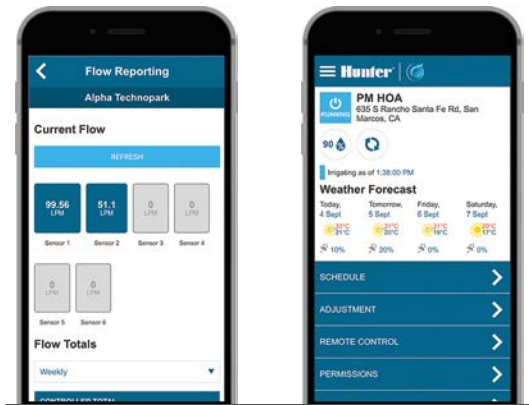 Flow Reporting
Alpha Technopark
Current Flow
REFRESH
99.56
LPM
51.1
LPM
0
LPM
0
LPM
Sensor 1
Sensor 2
Sensor 3
Sensor 4
0
LPM
0
LPM
Sensor 5
Sensor 6
Flow Totals
Weekly
CONTROLLER TOTAL
Hunter
RUNNING
PM HOA
635 S Rancho Santa Fe Rd, San
Marcos, CA
90
Irrigating as of 1:38:00 PM
Weather Forecast
Today,
4 Sept
Tomorrow,
5 Sept
Friday,
6 Sept
Saturday,
7 Sept
10%
20%
0%
0%
SCHEDULE
ADJUSTMENT
REMOTE CONTROL
PERMISSIONS